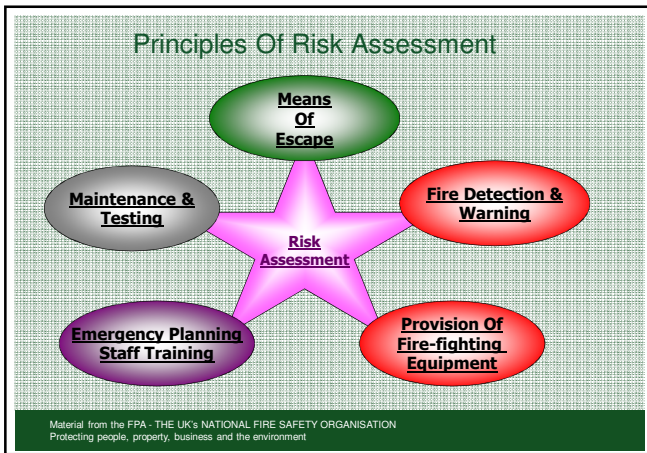 Principles Of Risk Assessment
Means
Of
Escape
Maintenance &
Testing
Fire Detection &
Warning
Risk
Assessment
Emergency Planning
Staff Training
Provision Of
Fire-fighting
Equipment
Material from the FPA - THE UK's NATIONAL FIRE SAFETY ORGANISATION
Protecting people, property, business and the environment